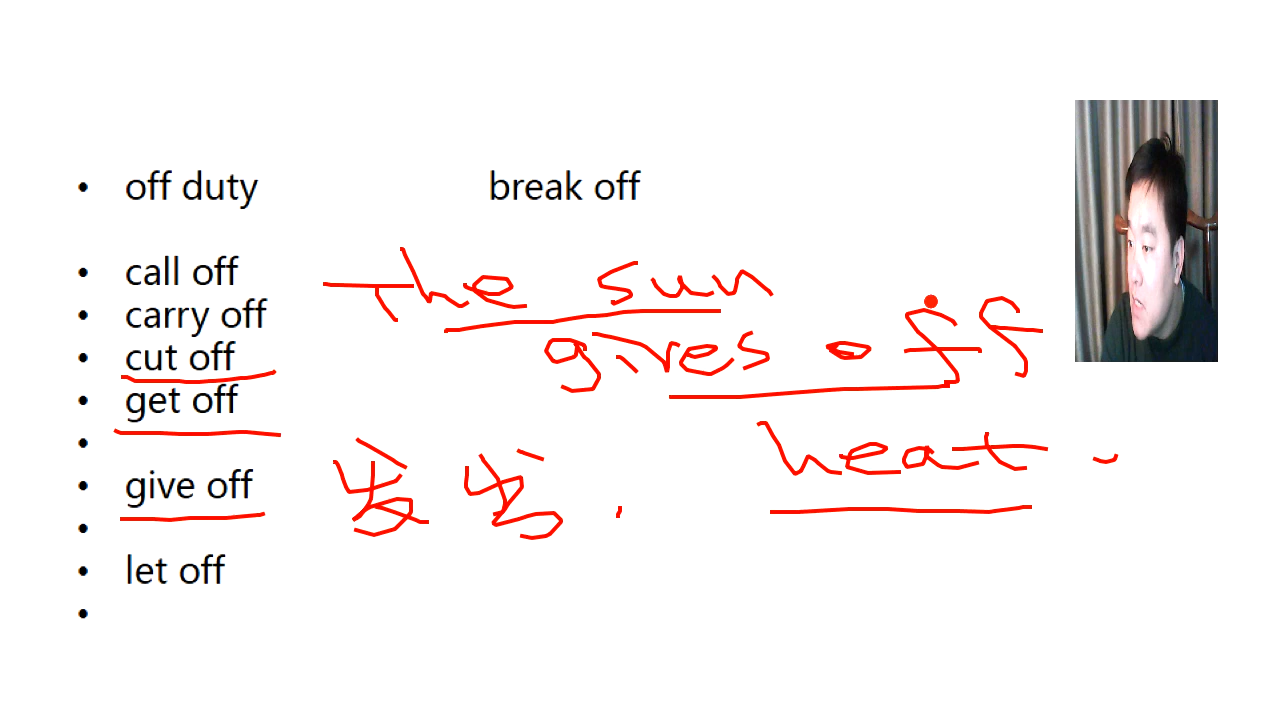 off duty break off
call off
carry off
cut off
get off
give off
let off
The sun
gives off
heat
发出